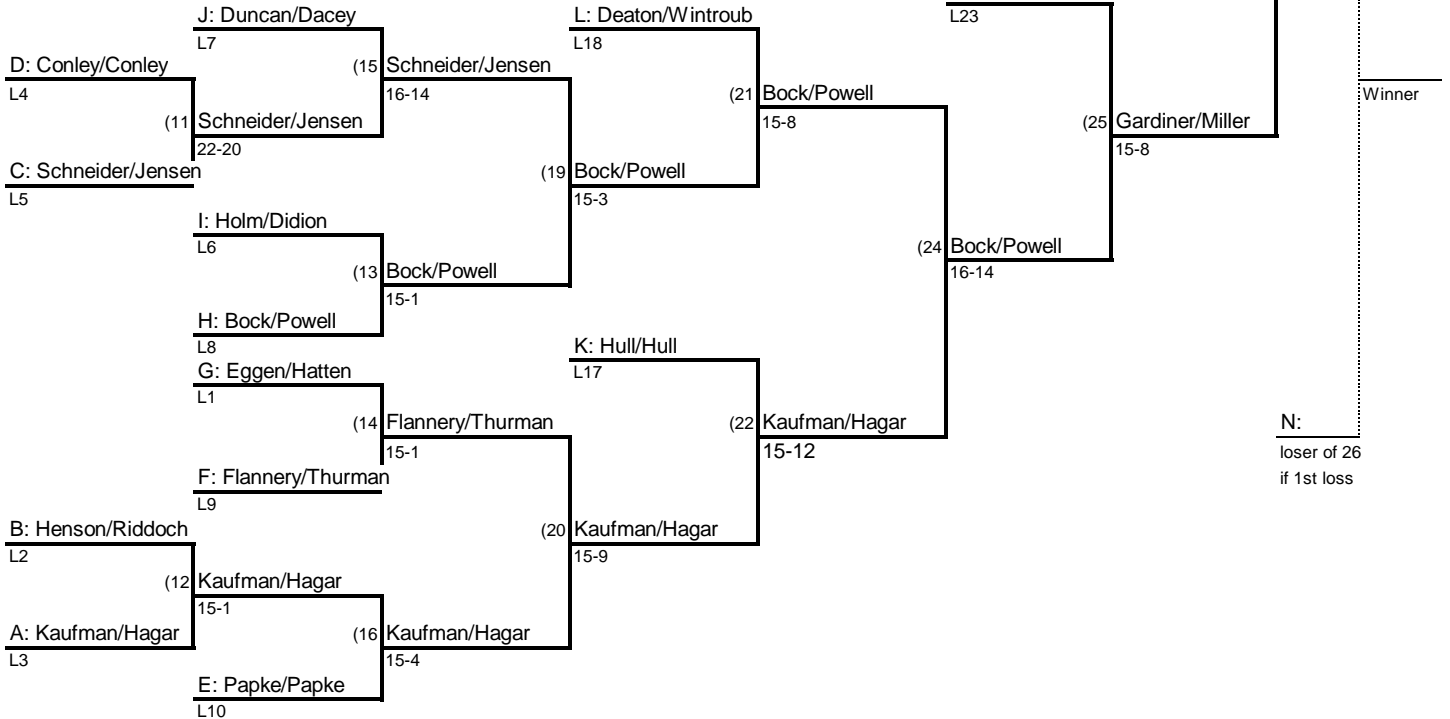 J: Duncan/Dacey
L7
L: Deaton/Wintroub
L18
L23
D: Conley/Conley
L4
(15 Schneider/Jensen
16-14
(21 Bock/Powell
15-8
Winner
(11 Schneider/Jensen
22-20
(25 Gardiner/Miller
15-8
C: Schneider/Jensen
L5
(19 Bock/Powell
15-3
I: Holm/Didion
L6
(24 Bock/Powell
16-14
(13 Bock/Powell
15-1
H: Bock/Powell
L8
K: Hull/Hull
L17
G: Eggen/Hatten
L1
(14 Flannery/Thurman
15-1
(22 Kaufman/Hagar
15-12
N:
loser of 26
if 1st loss
F: Flannery/Thurman
L9
B: Henson/Riddoch
L2
(20 Kaufman/Hagar
15-9
(12 Kaufman/Hagar
15-1
A: Kaufman/Hagar
L3
(16 Kaufman/Hagar
15-4
E: Papke/Papke
L10